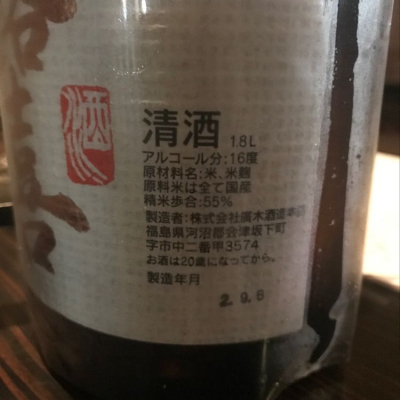 清酒 1.8L
アルコール分:16度
原材料名:米、米麹
原料米は全て国産
精米歩合:55%
製造者:株式会社廣木酒造本店
福島県河沼郡会津坂下町
字市中二番甲3574
お酒は20歳になってから。
製造年月
2. 9. 6
酒